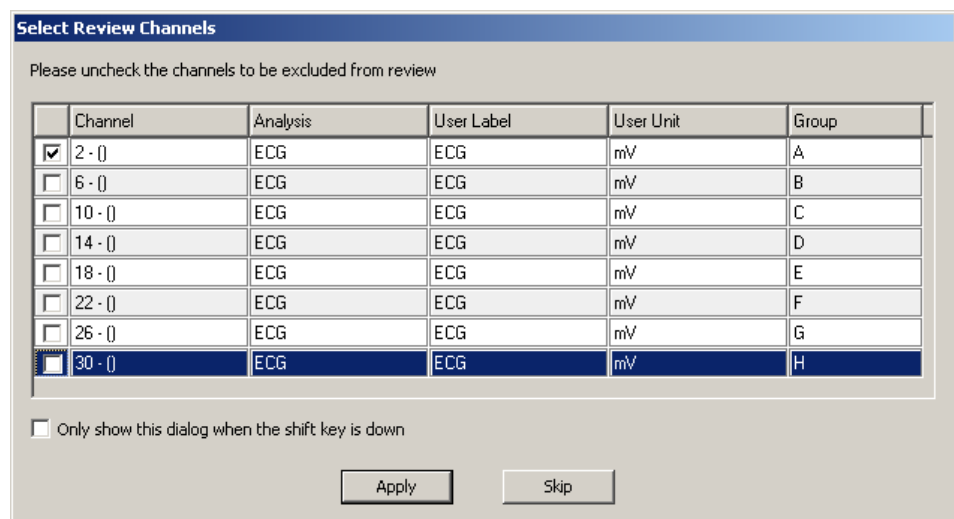 Select Review Channels
Please uncheck the channels to be excluded from review
Channel Analysis User Label User Unit Group
2 - () ECG ECG mV A
6 - () ECG ECG mV B
10 - () ECG ECG mV C
14 - () ECG ECG mV D
18 - () ECG ECG mV E
22 - () ECG ECG mV F
26 - () ECG ECG mV G
30 - () ECG ECG mV H
Only show this dialog when the shift key is down
Apply Skip